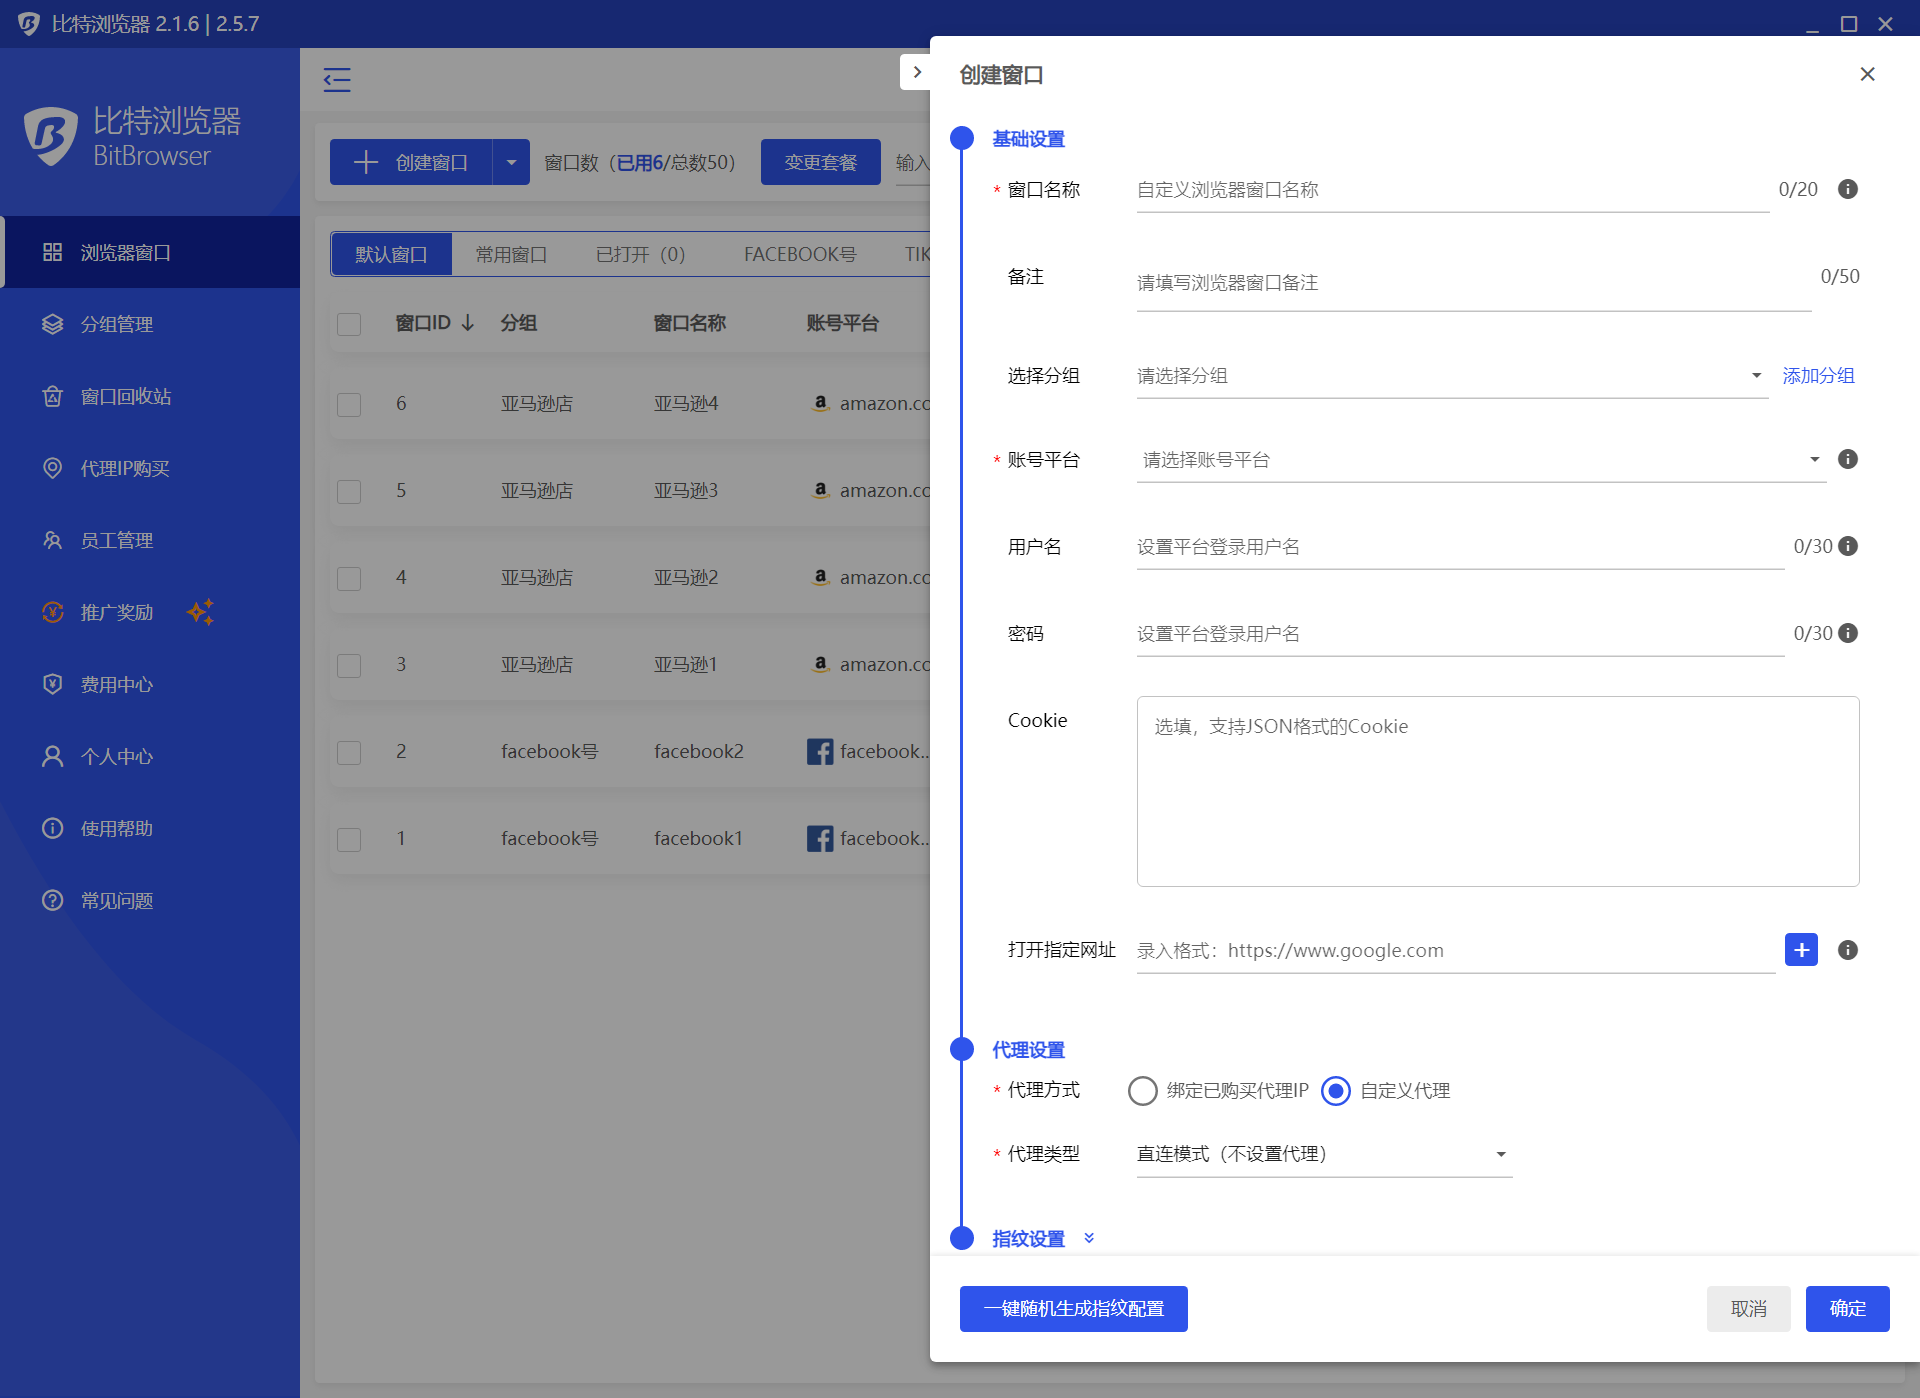 比特浏览器 2.1.6 | 2.5.7
比特浏览器
BitBrowser
浏览器窗口
分组管理
窗口回收站
代理IP购买
员工管理
推广奖励
费用中心
个人中心
使用帮助
常见问题
创建窗口 窗口数（已用6/总数50） 变更套餐 输入
默认窗口 常用窗口 已打开（0） FACEBOOK号 TIK
窗口ID 分组 窗口名称 账号平台
6 亚马逊店 亚马逊4 amazon.co
5 亚马逊店 亚马逊3 amazon.co
4 亚马逊店 亚马逊2 amazon.co
3 亚马逊店 亚马逊1 amazon.co
2 facebook号 facebook2 facebook...
1 facebook号 facebook1 facebook...
创建窗口
基础设置
* 窗口名称 自定义浏览器窗口名称 0/20
备注 请填写浏览器窗口备注 0/50
选择分组 请选择分组 添加分组
* 账号平台 请选择账号平台
用户名 设置平台登录用户名 0/30
密码 设置平台登录用户名 0/30
Cookie 选填，支持JSON格式的Cookie
打开指定网址 录入格式：https://www.google.com
代理设置
* 代理方式 绑定已购买代理IP 自定义代理
* 代理类型 直连模式（不设置代理）
指纹设置
一键随机生成指纹配置 取消 确定